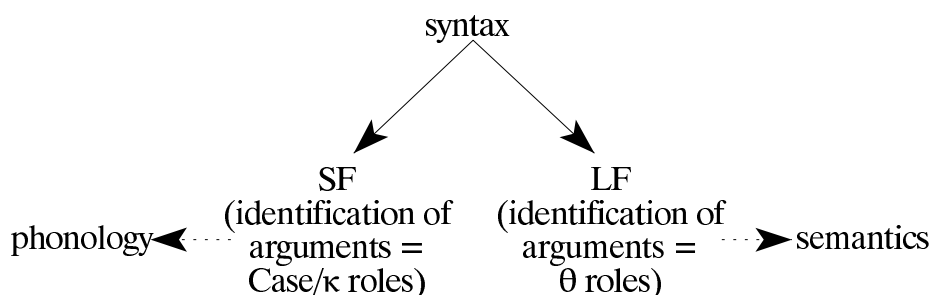 syntax
SF
(identification of
arguments =
Case/κ roles)
LF
(identification of
arguments =
θ roles)
phonology
semantics